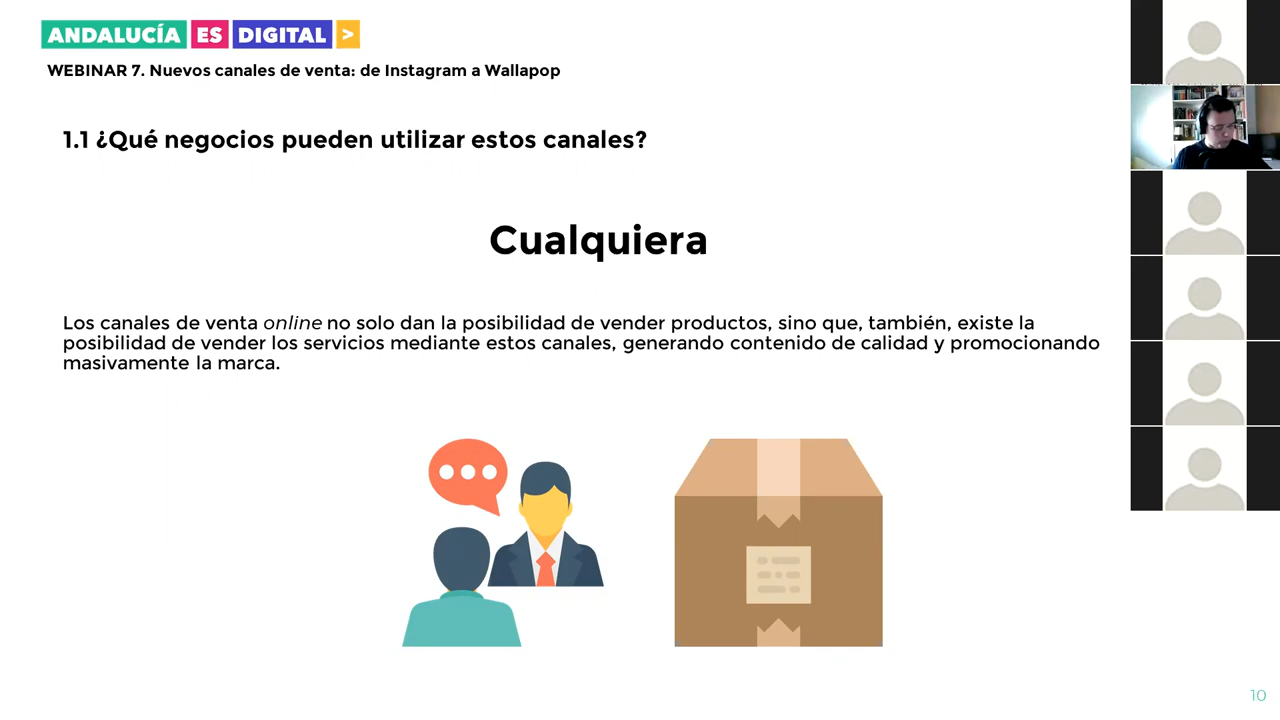 ANDALUCÍA ES DIGITAL >
WEBINAR 7. Nuevos canales de venta: de Instagram a Wallapop
1.1 ¿Qué negocios pueden utilizar estos canales?
Cualquiera
Los canales de venta online no solo dan la posibilidad de vender productos, sino que, también, existe la
posibilidad de vender los servicios mediante estos canales, generando contenido de calidad y promocionando
masivamente la marca.
10